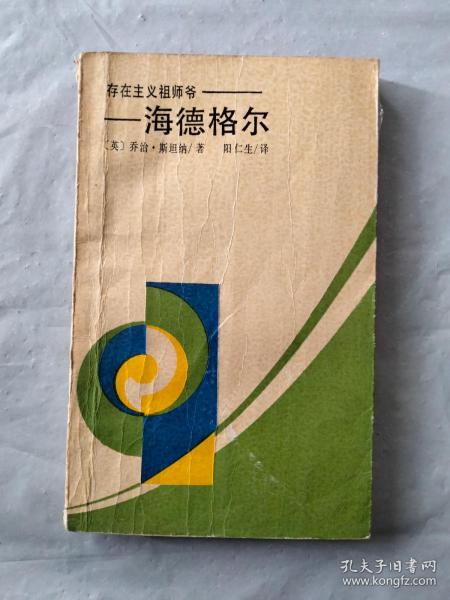 存在主义祖师爷———
—海德格尔
〔英〕乔治·斯坦纳/著 阳仁生/译
孔夫子旧书网
www.kongfz.com